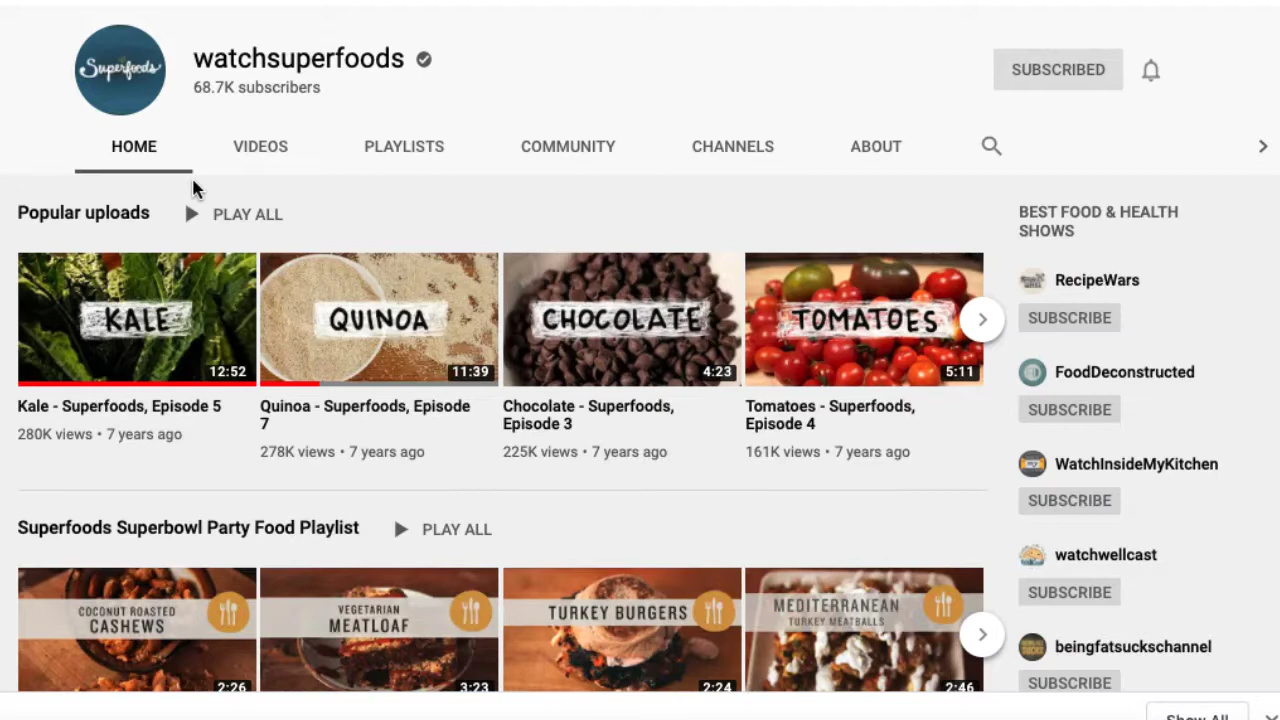 Superfoods
watchsuperfoods
68.7K subscribers
SUBSCRIBED
HOME
VIDEOS
PLAYLISTS
COMMUNITY
CHANNELS
ABOUT
Popular uploads
PLAY ALL
KALE
12:52
QUINOA
11:39
CHOCOLATE
4:23
TOMATOES
5:11
Kale - Superfoods, Episode 5
280K views • 7 years ago
Quinoa - Superfoods, Episode
7
278K views • 7 years ago
Chocolate - Superfoods,
Episode 3
225K views • 7 years ago
Tomatoes - Superfoods,
Episode 4
161K views • 7 years ago
Superfoods Superbowl Party Food Playlist
PLAY ALL
COCONUT ROASTED
CASHEWS
2:26
VEGETARIAN
MEATLOAF
3:23
TURKEY BURGERS
2:24
MEDITERRANEAN
TURKEY MEATBALLS
2:46
BEST FOOD & HEALTH
SHOWS
RecipeWars
SUBSCRIBE
FoodDeconstructed
SUBSCRIBE
WatchInsideMyKitchen
SUBSCRIBE
watchwellcast
SUBSCRIBE
beingfatsuckschannel
SUBSCRIBE
Show All